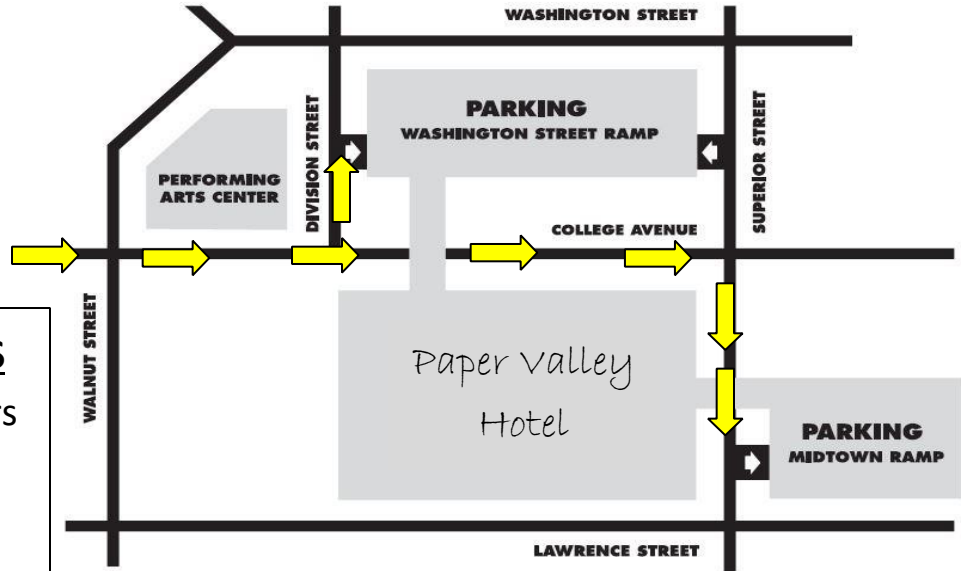 WASHINGTON STREET
DIVISION STREET
PARKING
WASHINGTON STREET RAMP
SUPERIOR STREET
PERFORMING
ARTS CENTER
COLLEGE AVENUE
WALNUT STREET
Paper Valley
Hotel
PARKING
MIDTOWN RAMP
LAWRENCE STREET